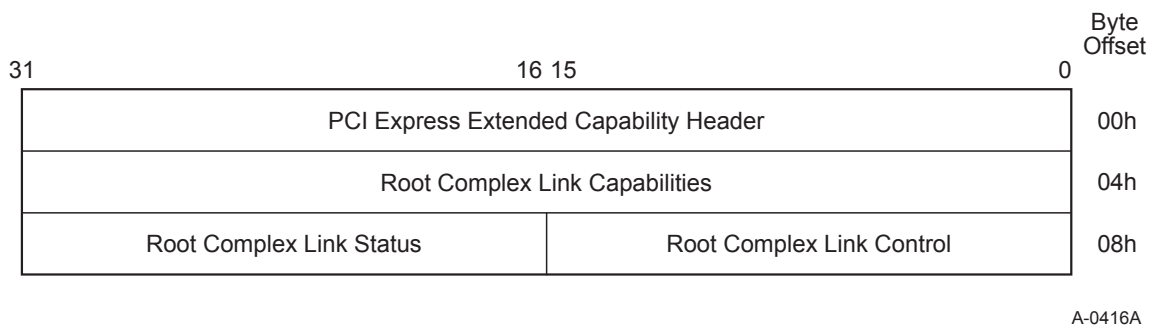 Byte
Offset
31 16 15 0
PCI Express Extended Capability Header 00h
Root Complex Link Capabilities 04h
Root Complex Link Status Root Complex Link Control 08h
A-0416A